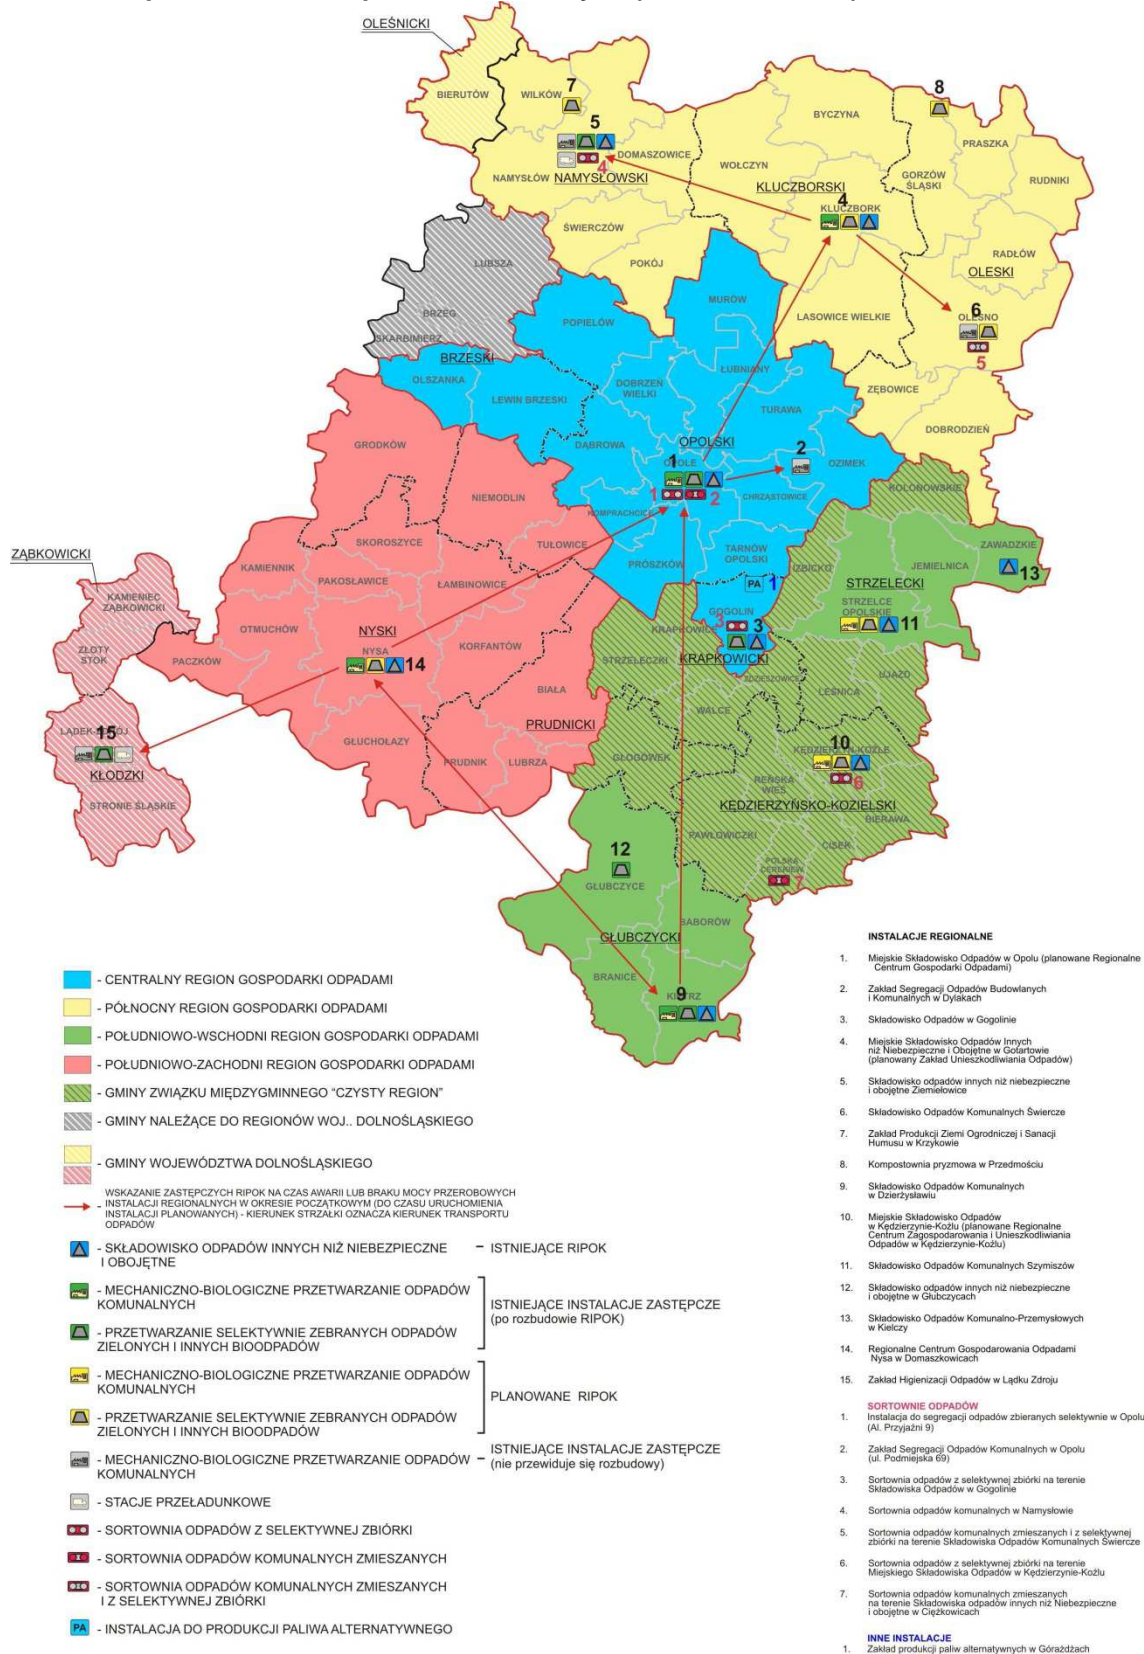 OLEŚNICKI
BIERUTÓW
WILKÓW
7
8
BYCZYNA
5
DOMASZOWICE
PRASZKA
WOŁCZYN
NAMYSŁÓW
4
NAMYSŁOWSKI
KLUCZBORSKI
GORZÓW
ŚLĄSKI
RUDNIKI
4
KLUCZBORK
ŚWIERCZÓW
LUBSZA
POKÓJ
RADŁÓW
OLESKI
MURÓW
BRZEG
SKARBIMIERZ
POPIELÓW
LASOWICE WIELKIE
6
OLESNO
5
BRZESKI
OLSZANKA
ŁUBNIANY
LEWIN BRZESKI
DOBRZEŃ
WIELKI
ZĘBOWICE
TURAWA
DOBRODZIEŃ
GRODKÓW
DĄBROWA
OPOLSKI
2
OPOLE
1
OZIMEK
1
2
NIEMODLIN
CHRZĄSTOWICE
KOLONOWSKIE
KOMPRACHCICE
SKOROSZYCE
TUŁOWICE
TARNÓW
OPOLSKI
ZAWADZKIE
ZĄBKOWICKI
KAMIENNIK
PRÓSZKÓW
IZBICKO
JEMIELNICA
13
PAKOSŁAWICE
ŁAMBINOWICE
PA
1
STRZELECKI
KAMIENIEC
ZĄBKOWICKI
GOGOLIN
STRZELCE
OPOLSKIE
11
OTMUCHÓW
NYSKI
3
3
KRAPKOWICE
ZŁOTY
STOK
NYSA
KORFANTÓW
STRZELECZKI
KRAPKOWICKI
PACZKÓW
14
ZDZIESZOWICE
UJAZD
BIAŁA
LEŚNICA
WALCE
LĄDEK-ZDRÓJ
15
PRUDNICKI
GŁUCHOŁAZY
10
KĘDZIERZYN-KOŹLE
PRUDNIK
LUBRZA
GŁOGÓWEK
KŁODZKI
REŃSKA
WIEŚ
6
STRONIE ŚLĄSKIE
KĘDZIERZYŃSKO-KOZIELSKI
BIERAWA
PAWŁOWICZKI
CISEK
12
POLSKA
CEREKIEW
7
GŁUBCZYCE
BABORÓW
GŁUBCZYCKI
BRANICE
KIETRZ
9
- CENTRALNY REGION GOSPODARKI ODPADAMI
- PÓŁNOCNY REGION GOSPODARKI ODPADAMI
- POŁUDNIOWO-WSCHODNI REGION GOSPODARKI ODPADAMI
- POŁUDNIOWO-ZACHODNI REGION GOSPODARKI ODPADAMI
- GMINY ZWIĄZKU MIĘDZYGMINNEGO “CZYSTY REGION”
- GMINY NALEŻĄCE DO REGIONÓW WOJ.. DOLNOŚLĄSKIEGO
- GMINY WOJEWÓDZTWA DOLNOŚLĄSKIEGO
WSKAZANIE ZASTĘPCZYCH RIPOK NA CZAS AWARII LUB BRAKU MOCY PRZEROBOWYCH
- INSTALACJI REGIONALNYCH W OKRESIE POCZĄTKOWYM (DO CZASU URUCHOMIENIA
INSTALACJI PLANOWANYCH) - KIERUNEK STRZAŁKI OZNACZA KIERUNEK TRANSPORTU
ODPADÓW
- SKŁADOWISKO ODPADÓW INNYCH NIŻ NIEBEZPIECZNE
I OBOJĘTNE
– ISTNIEJĄCE RIPOK
- MECHANICZNO-BIOLOGICZNE PRZETWARZANIE ODPADÓW
KOMUNALNYCH
- PRZETWARZANIE SELEKTYWNIE ZEBRANYCH ODPADÓW
ZIELONYCH I INNYCH BIOODPADÓW
ISTNIEJĄCE INSTALACJE ZASTĘPCZE
(po rozbudowie RIPOK)
- MECHANICZNO-BIOLOGICZNE PRZETWARZANIE ODPADÓW
KOMUNALNYCH
- PRZETWARZANIE SELEKTYWNIE ZEBRANYCH ODPADÓW
ZIELONYCH I INNYCH BIOODPADÓW
PLANOWANE RIPOK
- MECHANICZNO-BIOLOGICZNE PRZETWARZANIE ODPADÓW
KOMUNALNYCH
– ISTNIEJĄCE INSTALACJE ZASTĘPCZE
(nie przewiduje się rozbudowy)
- STACJE PRZEŁADUNKOWE
- SORTOWNIA ODPADÓW Z SELEKTYWNEJ ZBIÓRKI
- SORTOWNIA ODPADÓW KOMUNALNYCH ZMIESZANYCH
- SORTOWNIA ODPADÓW KOMUNALNYCH ZMIESZANYCH
I Z SELEKTYWNEJ ZBIÓRKI
PA - INSTALACJA DO PRODUKCJI PALIWA ALTERNATYWNEGO
INSTALACJE REGIONALNE
1. Miejskie Składowisko Odpadów w Opolu (planowane Regionalne
Centrum Gospodarki Odpadami)
2. Zakład Segregacji Odpadów Budowlanych
i Komunalnych w Dylakach
3. Składowisko Odpadów w Gogolinie
4. Miejskie Składowisko Odpadów Innych
niż Niebezpieczne i Obojętne w Gotartowie
(planowany Zakład Unieszkodliwiania Odpadów)
5. Składowisko odpadów innych niż niebezpieczne
i obojętne Ziemiełowice
6. Składowisko Odpadów Komunalnych Świercze
7. Zakład Produkcji Ziemi Ogrodniczej i Sanacji
Humusu w Krzykowie
8. Kompostownia pryzmowa w Przedmościu
9. Składowisko Odpadów Komunalnych
w Dzierżysławiu
10. Miejskie Składowisko Odpadów
w Kędzierzynie-Koźlu (planowane Regionalne
Centrum Zagospodarowania i Unieszkodliwiania
Odpadów w Kędzierzynie-Koźlu)
11. Składowisko Odpadów Komunalnych Szymiszów
12. Składowisko odpadów innych niż niebezpieczne
i obojętne w Głubczycach
13. Składowisko Odpadów Komunalno-Przemysłowych
w Kielczy
14. Regionalne Centrum Gospodarowania Odpadami
Nysa w Domaszkowicach
15. Zakład Higienizacji Odpadów w Lądku Zdroju
SORTOWNIE ODPADÓW
1. Instalacja do segregacji odpadów zbieranych selektywnie w Opolu
(Al. Przyjaźni 9)
2. Zakład Segregacji Odpadów Komunalnych w Opolu
(ul. Podmiejska 69)
3. Sortownia odpadów z selektywnej zbiórki na terenie
Składowiska Odpadów w Gogolinie
4. Sortownia odpadów komunalnych w Namysłowie
5. Sortownia odpadów komunalnych zmieszanych i z selektywnej
zbiórki na terenie Składowiska Odpadów Komunalnych Świercze
6. Sortownia odpadów z selektywnej zbiórki na terenie
Miejskiego Składowiska Odpadów w Kędzierzynie-Koźlu
7. Sortownia odpadów komunalnych zmieszanych
na terenie Składowiska odpadów innych niż Niebezpieczne
i obojętne w Ciężkowicach
INNE INSTALACJE
1. Zakład produkcji paliw alternatywnych w Górażdżach